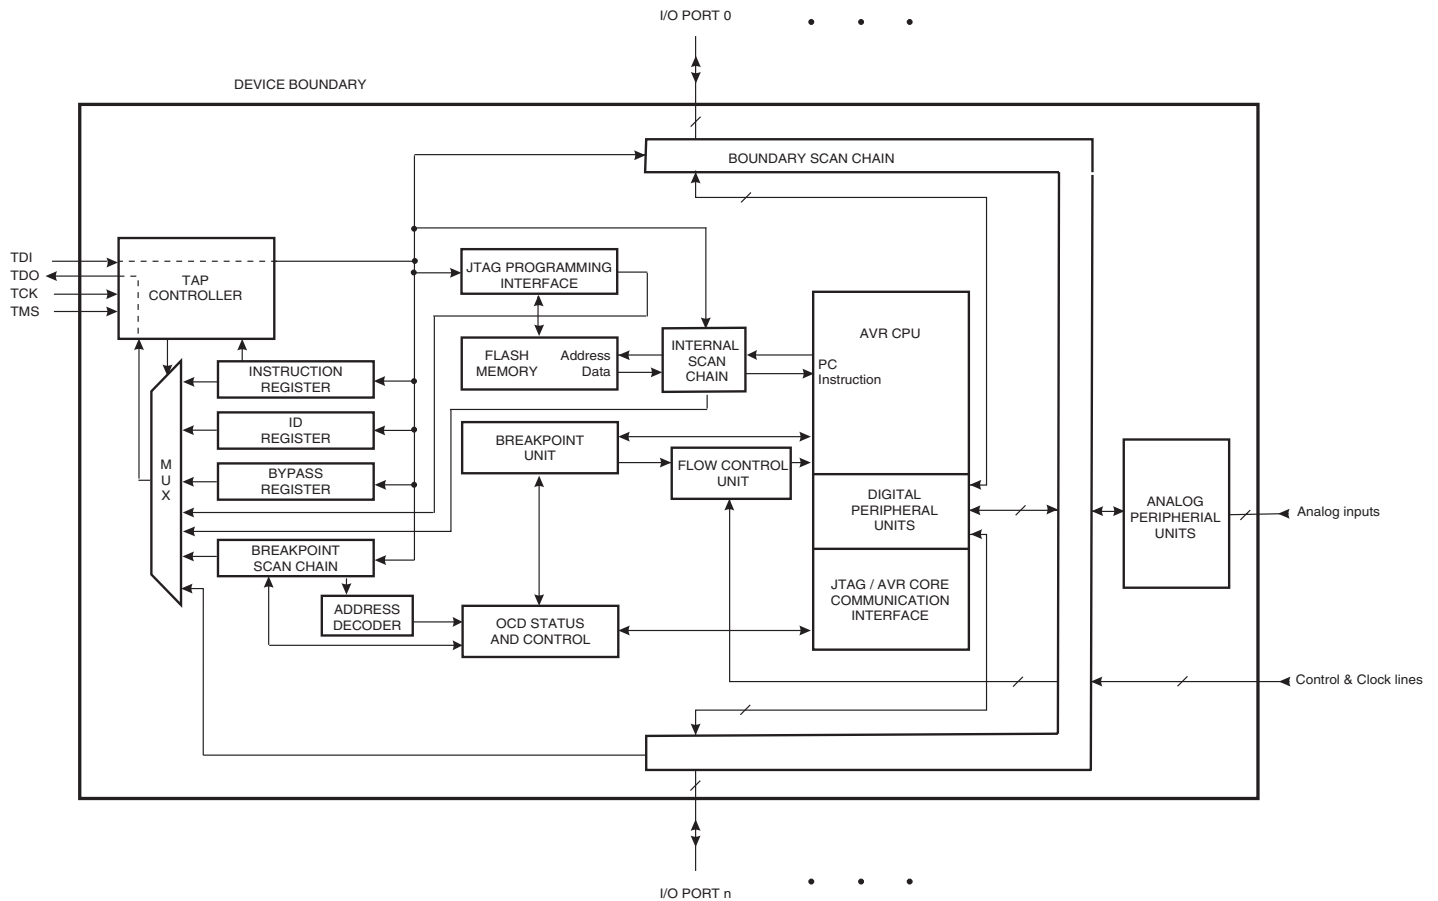 I/O PORT 0
DEVICE BOUNDARY
BOUNDARY SCAN CHAIN
TDI
TDO
TCK
TMS
TAP
CONTROLLER
JTAG PROGRAMMING
INTERFACE
AVR CPU
FLASH
MEMORY
Address
Data
INTERNAL
SCAN
CHAIN
PC
Instruction
INSTRUCTION
REGISTER
ID
REGISTER
M
U
X
BYPASS
REGISTER
BREAKPOINT
UNIT
FLOW CONTROL
UNIT
DIGITAL
PERIPHERAL
UNITS
ANALOG
PERIPHERIAL
UNITS
Analog inputs
BREAKPOINT
SCAN CHAIN
ADDRESS
DECODER
OCD STATUS
AND CONTROL
JTAG / AVR CORE
COMMUNICATION
INTERFACE
Control & Clock lines
I/O PORT n